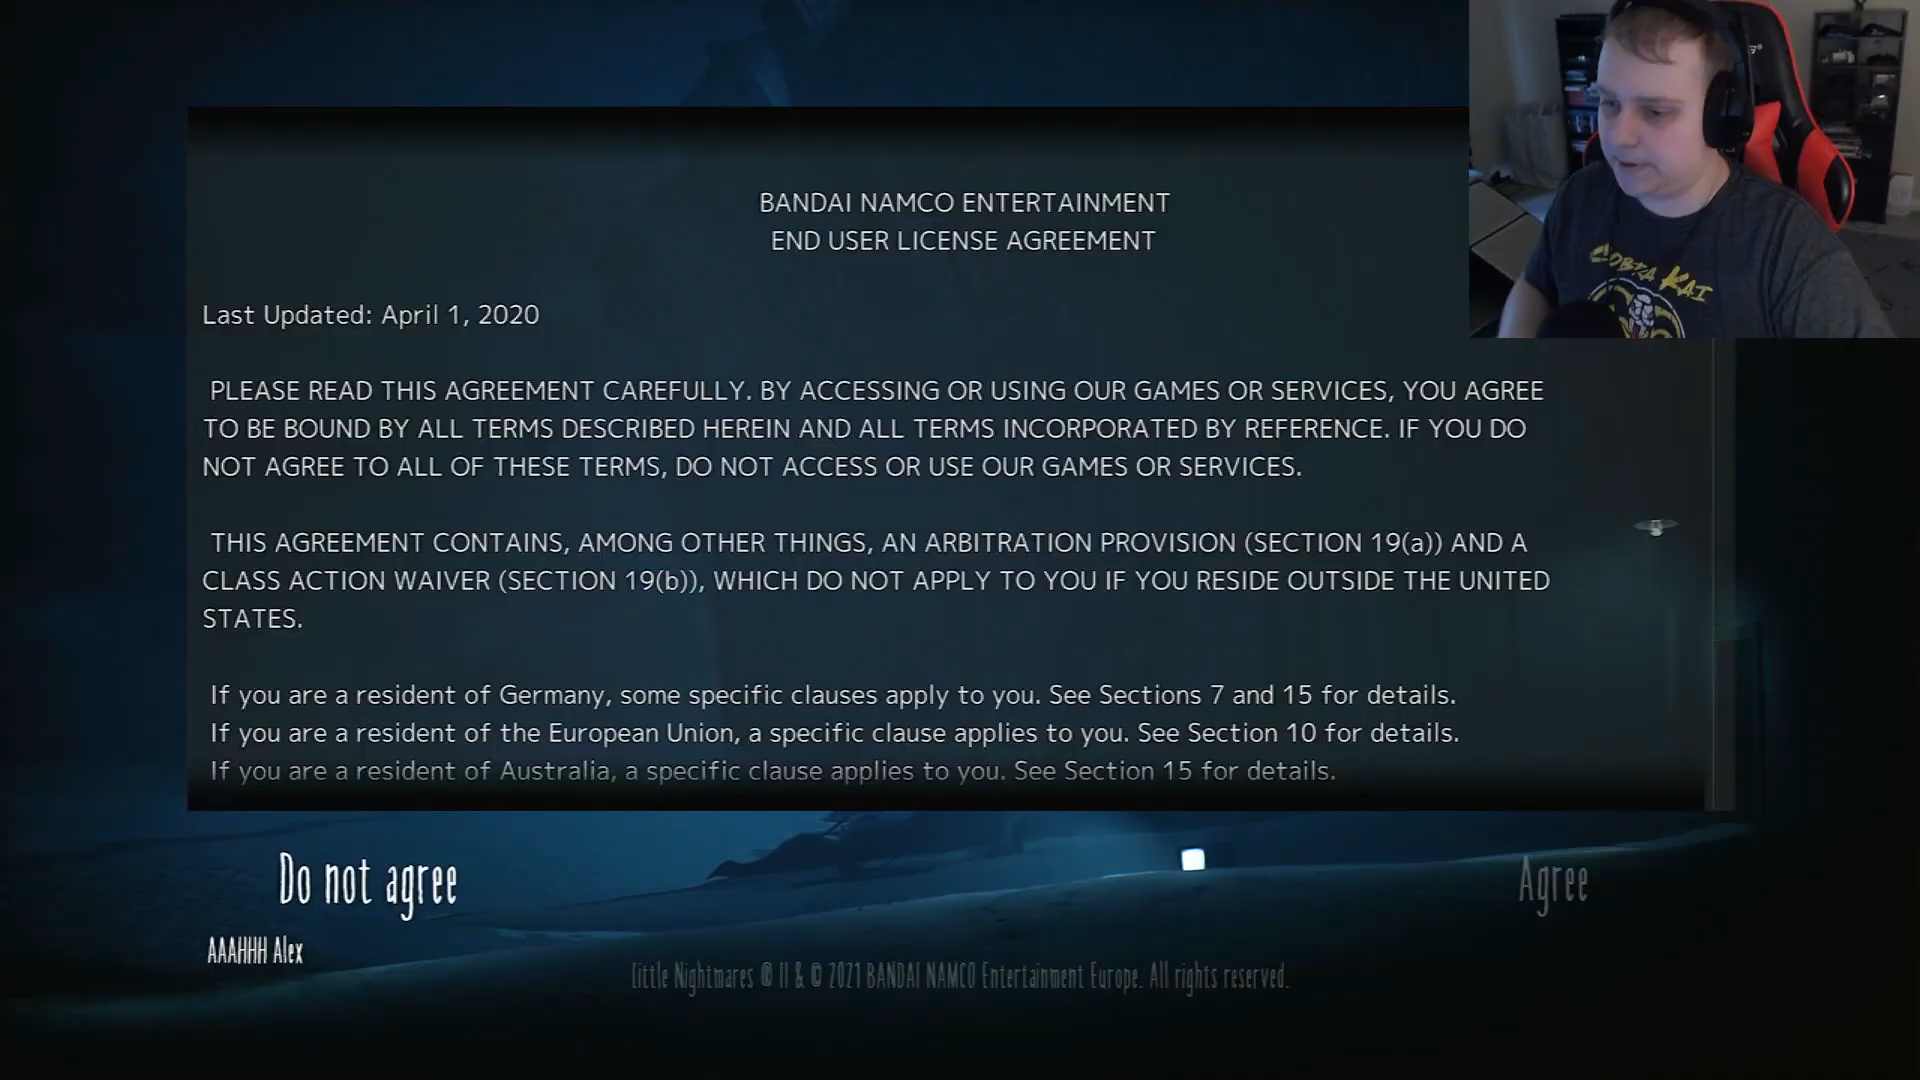 BANDAI NAMCO ENTERTAINMENT
END USER LICENSE AGREEMENT
Last Updated: April 1, 2020
PLEASE READ THIS AGREEMENT CAREFULLY. BY ACCESSING OR USING OUR GAMES OR SERVICES, YOU AGREE
TO BE BOUND BY ALL TERMS DESCRIBED HEREIN AND ALL TERMS INCORPORATED BY REFERENCE. IF YOU DO
NOT AGREE TO ALL OF THESE TERMS, DO NOT ACCESS OR USE OUR GAMES OR SERVICES.
THIS AGREEMENT CONTAINS, AMONG OTHER THINGS, AN ARBITRATION PROVISION (SECTION 19(a)) AND A
CLASS ACTION WAIVER (SECTION 19(b)), WHICH DO NOT APPLY TO YOU IF YOU RESIDE OUTSIDE THE UNITED
STATES.
If you are a resident of Germany, some specific clauses apply to you. See Sections 7 and 15 for details.
If you are a resident of the European Union, a specific clause applies to you. See Section 10 for details.
If you are a resident of Australia, a specific clause applies to you. See Section 15 for details.
Do not agree
Agree
AAAHHH Alex
Little Nightmares ® II & © 2021 BANDAI NAMCO Entertainment Europe. All rights reserved.
COBRA KAI